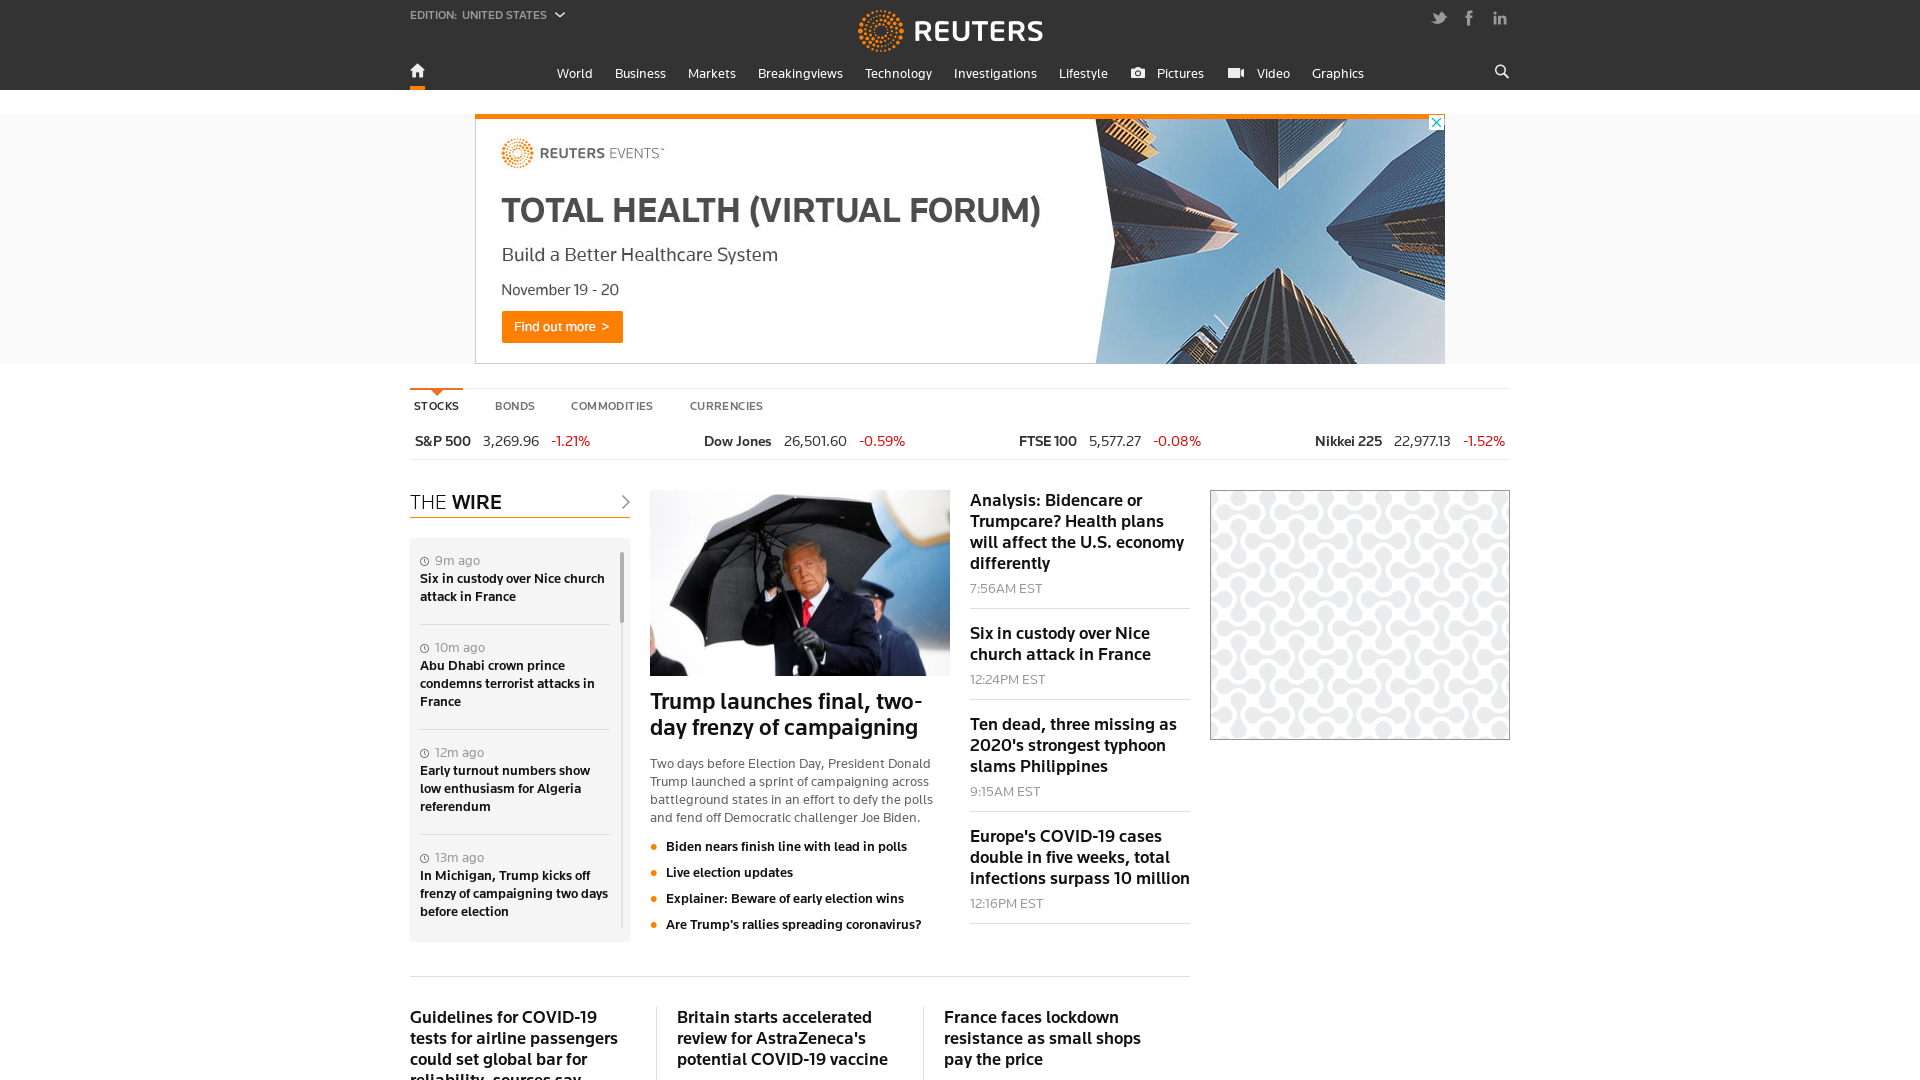 EDITION: UNITED STATES
REUTERS
World Business Markets Breakingviews Technology Investigations Lifestyle Pictures Video Graphics
REUTERS EVENTS™
TOTAL HEALTH (VIRTUAL FORUM)
Build a Better Healthcare System
November 19 - 20
Find out more >
STOCKS BONDS COMMODITIES CURRENCIES
S&P 500 3,269.96 -1.21% Dow Jones 26,501.60 -0.59% FTSE 100 5,577.27 -0.08% Nikkei 225 22,977.13 -1.52%
THE WIRE
9m ago
Six in custody over Nice church
attack in France
10m ago
Abu Dhabi crown prince
condemns terrorist attacks in
France
12m ago
Early turnout numbers show
low enthusiasm for Algeria
referendum
13m ago
In Michigan, Trump kicks off
frenzy of campaigning two days
before election
Trump launches final, two-
day frenzy of campaigning
Two days before Election Day, President Donald
Trump launched a sprint of campaigning across
battleground states in an effort to defy the polls
and fend off Democratic challenger Joe Biden.
Biden nears finish line with lead in polls
Live election updates
Explainer: Beware of early election wins
Are Trump's rallies spreading coronavirus?
Analysis: Bidencare or
Trumpcare? Health plans
will affect the U.S. economy
differently
7:56AM EST
Six in custody over Nice
church attack in France
12:24PM EST
Ten dead, three missing as
2020's strongest typhoon
slams Philippines
9:15AM EST
Europe's COVID-19 cases
double in five weeks, total
infections surpass 10 million
12:16PM EST
Guidelines for COVID-19
tests for airline passengers
could set global bar for
reliability, sources say
Britain starts accelerated
review for AstraZeneca's
potential COVID-19 vaccine
France faces lockdown
resistance as small shops
pay the price